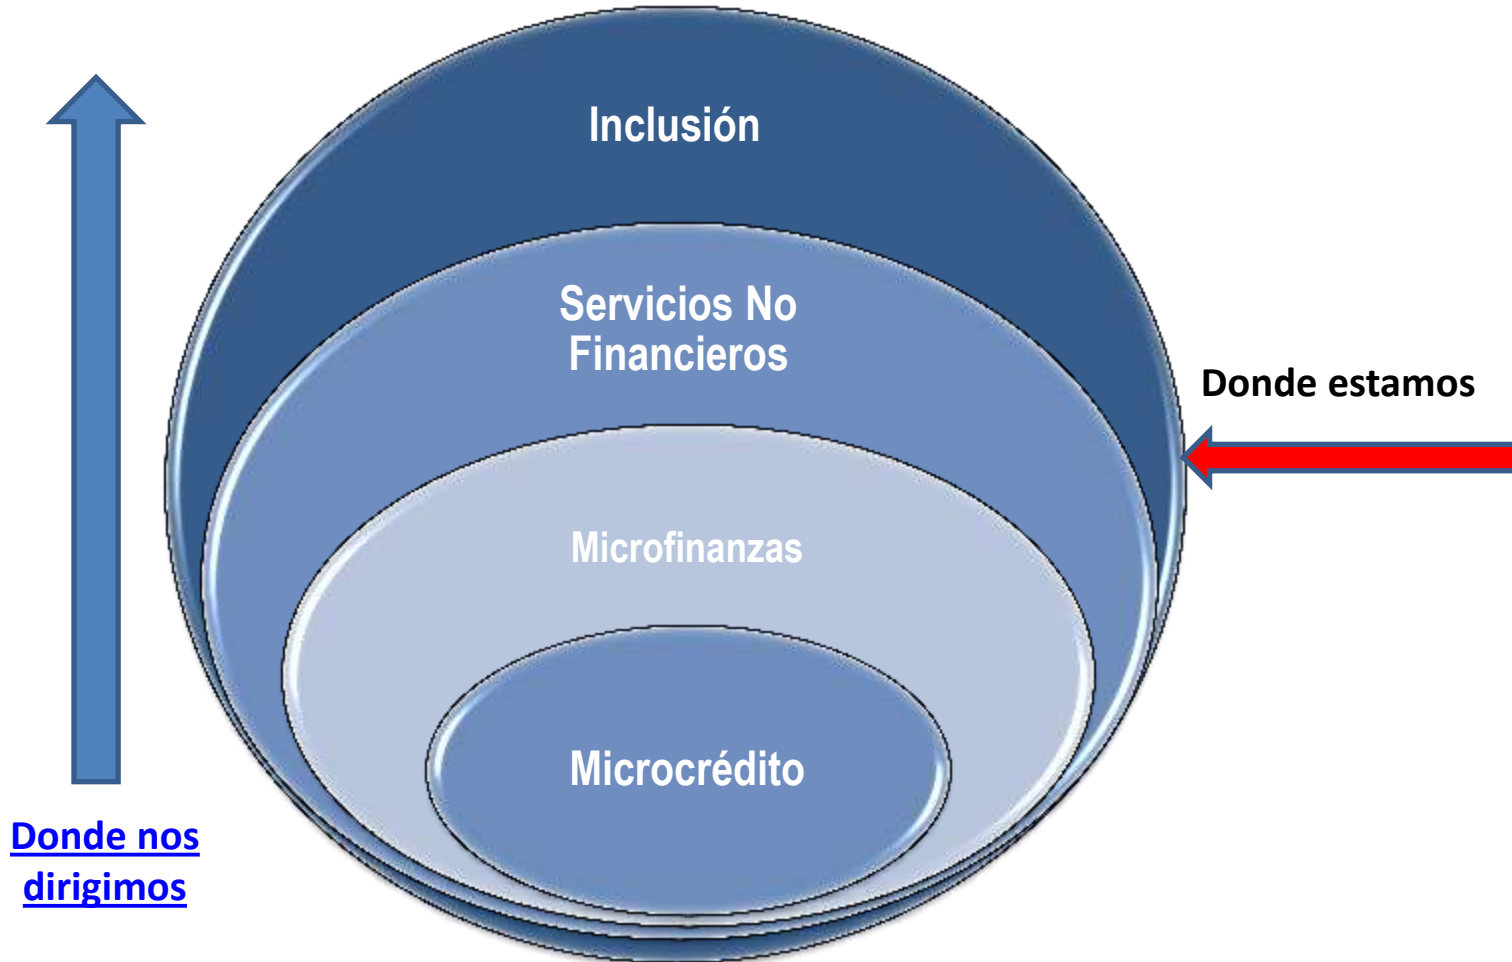 Inclusión
Servicios No
Financieros
Donde estamos
Microfinanzas
Microcrédito
Donde nos
dirigimos